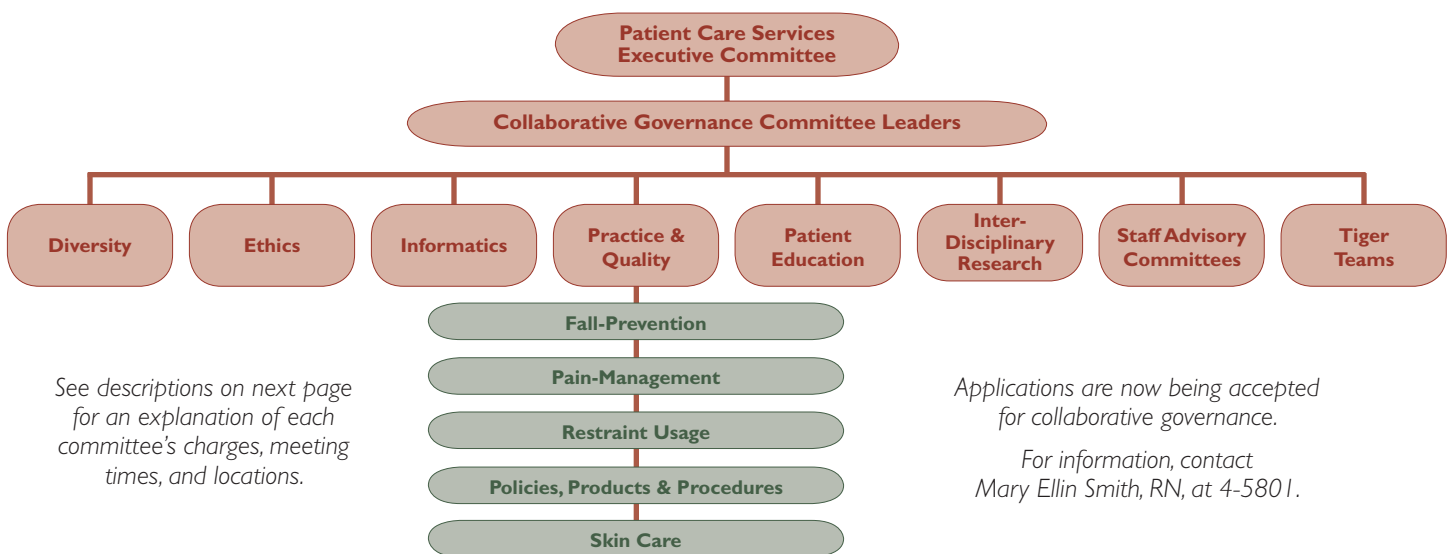 Patient Care Services
Executive Committee
Collaborative Governance Committee Leaders
Diversity
Ethics
Informatics
Practice &
Quality
Patient
Education
Inter-
Disciplinary
Research
Staff Advisory
Committees
Tiger
Teams
Fall-Prevention
Pain-Management
Restraint Usage
Policies, Products & Procedures
Skin Care
See descriptions on next page
for an explanation of each
committee's charges, meeting
times, and locations.
Applications are now being accepted
for collaborative governance.
For information, contact
Mary Ellin Smith, RN, at 4-5801.